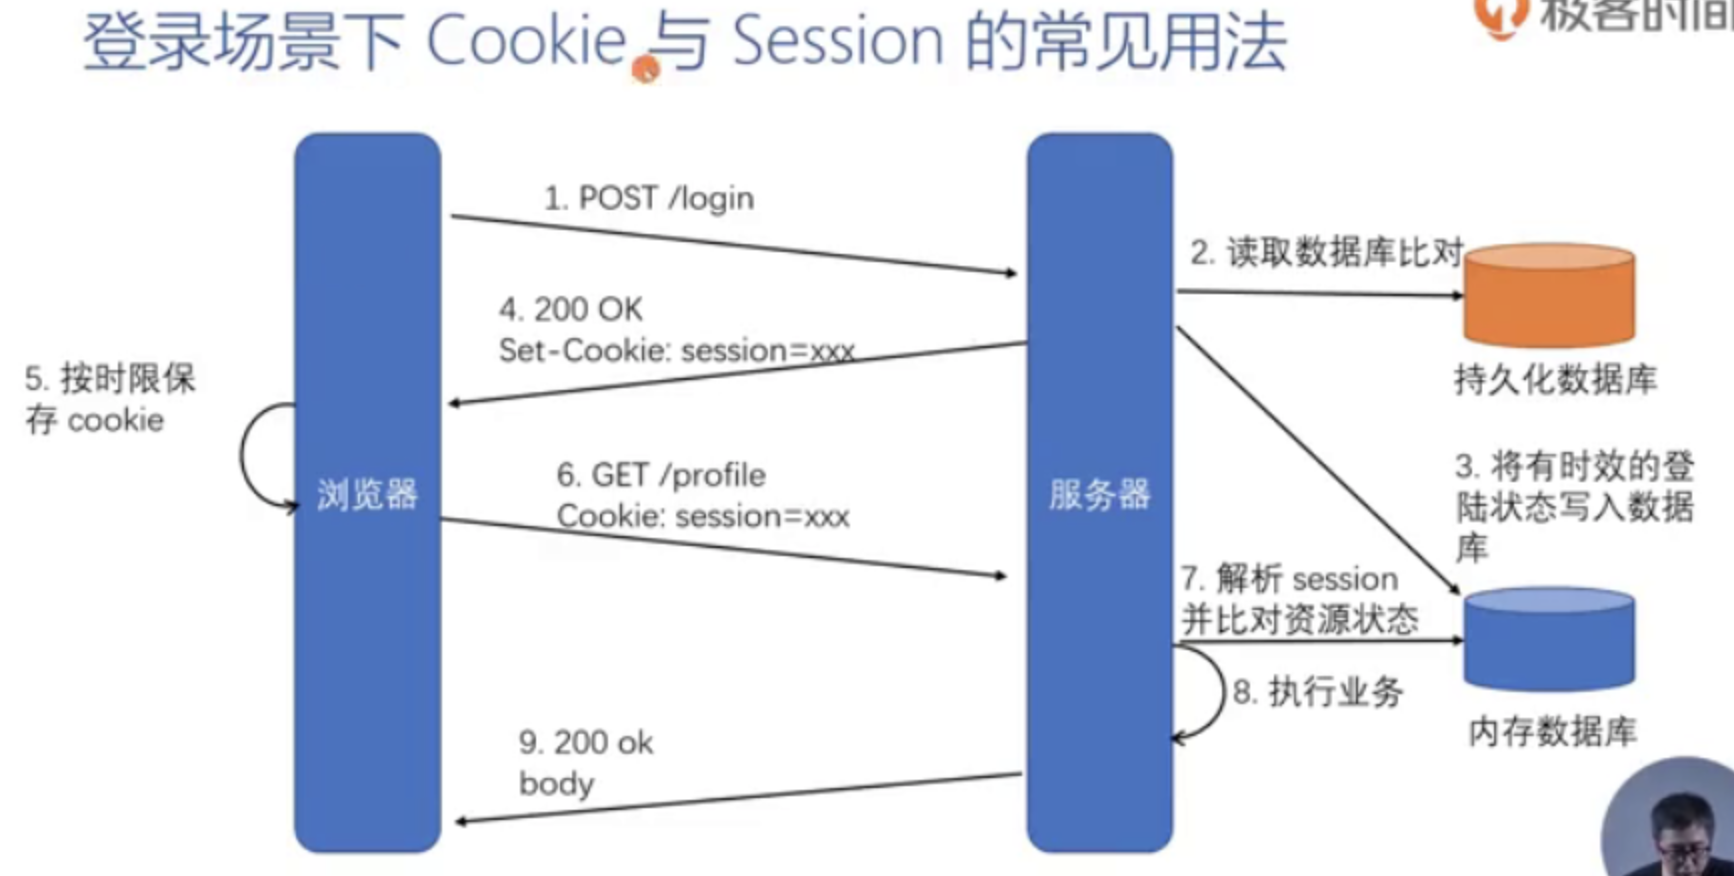 登录场景下 Cookie 与 Session 的常见用法
极客时间
1. POST /login
2. 读取数据库比对
4. 200 OK
Set-Cookie: session=xxx
持久化数据库
5. 按时限保
存 cookie
3. 将有时效的登
陆状态写入数据
库
6. GET /profile
Cookie: session=xxx
浏览器
服务器
7. 解析 session
并比对资源状态
8. 执行业务
内存数据库
9. 200 ok
body